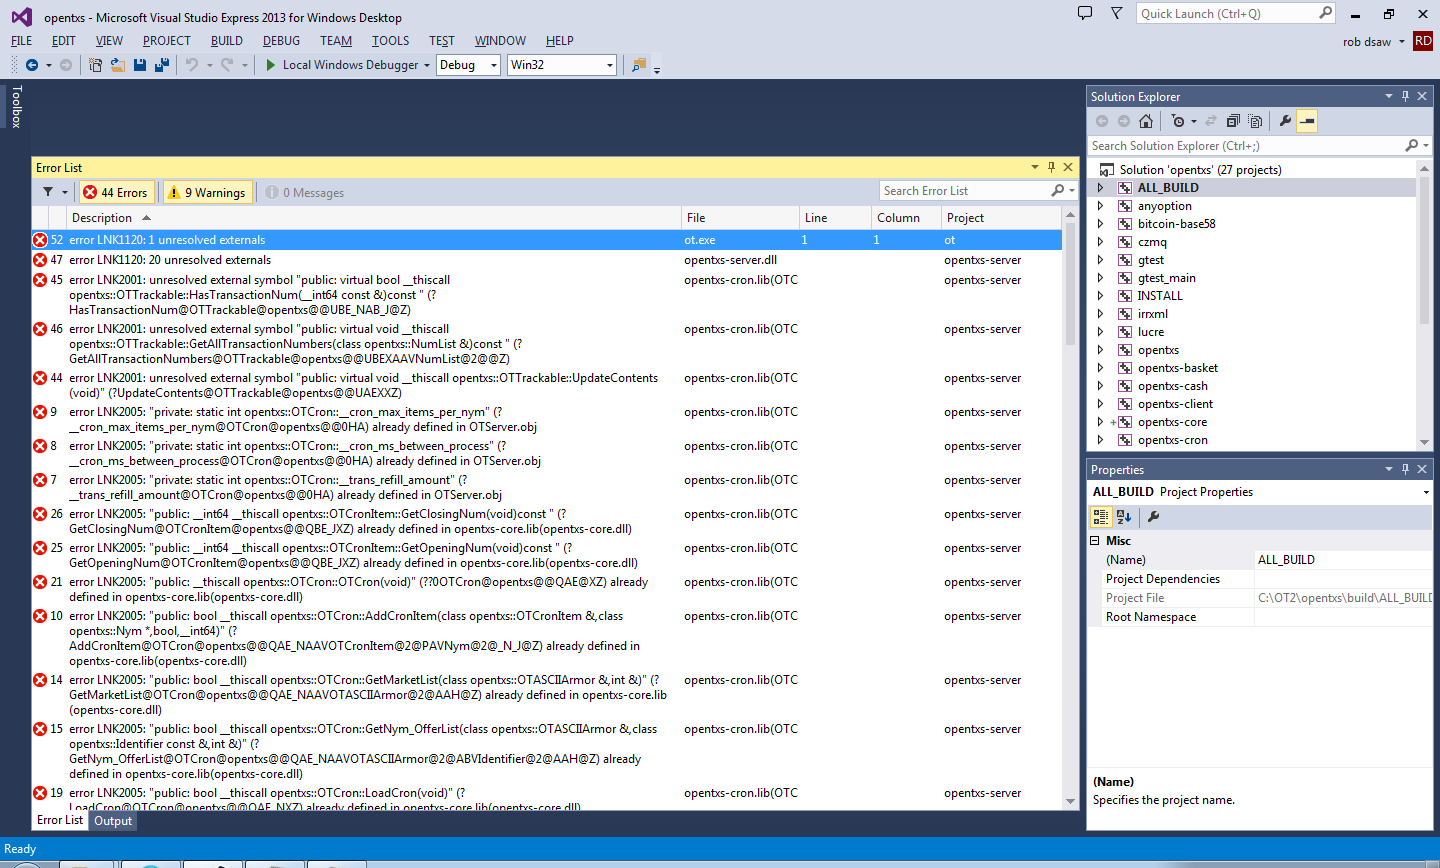 opentxs - Microsoft Visual Studio Express 2013 for Windows Desktop
Quick Launch (Ctrl+Q)
FILE EDIT VIEW PROJECT BUILD DEBUG TEAM TOOLS TEST WINDOW HELP
rob dsaw RD
Local Windows Debugger Debug Win32
Toolbox
Error List
44 Errors 9 Warnings 0 Messages
Search Error List
Description File Line Column Project
52 error LNK1120: 1 unresolved externals ot.exe 1 1 ot
47 error LNK1120: 20 unresolved externals opentxs-server.dll opentxs-server
45 error LNK2001: unresolved external symbol "public: virtual bool __thiscall opentxs-cron.lib(OTC opentxs-server
opentxs::OTTrackable::HasTransactionNum(__int64 const &)const " (?
HasTransactionNum@OTTrackable@opentxs@@UBE_NAB_J@Z)
46 error LNK2001: unresolved external symbol "public: virtual void __thiscall opentxs-cron.lib(OTC opentxs-server
opentxs::OTTrackable::GetAllTransactionNumbers(class opentxs::NumList &)const " (?
GetAllTransactionNumbers@OTTrackable@opentxs@@UBEXAAVNumList@2@@Z)
44 error LNK2001: unresolved external symbol "public: virtual void __thiscall opentxs::OTTrackable::UpdateContents opentxs-cron.lib(OTC opentxs-server
(void)" (?UpdateContents@OTTrackable@opentxs@@UAEXXZ)
9 error LNK2005: "private: static int opentxs::OTCron::__cron_max_items_per_nym" (? opentxs-cron.lib(OTC opentxs-server
__cron_max_items_per_nym@OTCron@opentxs@@0HA) already defined in OTServer.obj
8 error LNK2005: "private: static int opentxs::OTCron::__cron_ms_between_process" (? opentxs-cron.lib(OTC opentxs-server
__cron_ms_between_process@OTCron@opentxs@@0HA) already defined in OTServer.obj
7 error LNK2005: "private: static int opentxs::OTCron::__trans_refill_amount" (? opentxs-cron.lib(OTC opentxs-server
__trans_refill_amount@OTCron@opentxs@@0HA) already defined in OTServer.obj
26 error LNK2005: "public: __int64 __thiscall opentxs::OTCronItem::GetClosingNum(void)const " (? opentxs-cron.lib(OTC opentxs-server
GetClosingNum@OTCronItem@opentxs@@QBE_JXZ) already defined in opentxs-core.lib(opentxs-core.dll)
25 error LNK2005: "public: __int64 __thiscall opentxs::OTCronItem::GetOpeningNum(void)const " (? opentxs-cron.lib(OTC opentxs-server
GetOpeningNum@OTCronItem@opentxs@@QBE_JXZ) already defined in opentxs-core.lib(opentxs-core.dll)
21 error LNK2005: "public: __thiscall opentxs::OTCron::OTCron(void)" (??0OTCron@opentxs@@QAE@XZ) already opentxs-cron.lib(OTC opentxs-server
defined in opentxs-core.lib(opentxs-core.dll)
10 error LNK2005: "public: bool __thiscall opentxs::OTCron::AddCronItem(class opentxs::OTCronItem &,class opentxs-cron.lib(OTC opentxs-server
opentxs::Nym *,bool,__int64)" (?
AddCronItem@OTCron@opentxs@@QAE_NAAVOTCronItem@2@PAVNym@2@_N_J@Z) already defined in
opentxs-core.lib(opentxs-core.dll)
14 error LNK2005: "public: bool __thiscall opentxs::OTCron::GetMarketList(class opentxs::OTASCIIArmor &,int &)" (? opentxs-cron.lib(OTC opentxs-server
GetMarketList@OTCron@opentxs@@QAE_NAAVOTASCIIArmor@2@AAH@Z) already defined in opentxs-core.lib
(opentxs-core.dll)
15 error LNK2005: "public: bool __thiscall opentxs::OTCron::GetNym_OfferList(class opentxs::OTASCIIArmor &,class opentxs-cron.lib(OTC opentxs-server
opentxs::Identifier const &,int &)" (?
GetNym_OfferList@OTCron@opentxs@@QAE_NAAVOTASCIIArmor@2@ABVIdentifier@2@AAH@Z) already
defined in opentxs-core.lib(opentxs-core.dll)
19 error LNK2005: "public: bool __thiscall opentxs::OTCron::LoadCron(void)" (? opentxs-cron.lib(OTC opentxs-server
LoadCron@OTCron@opentxs@@QAE_NXZ) already defined in opentxs-core.lib(opentxs-core.dll)
Error List Output
Ready
Solution Explorer
Search Solution Explorer (Ctrl+;)
Solution 'opentxs' (27 projects)
ALL_BUILD
anyoption
bitcoin-base58
czmq
gtest
gtest_main
INSTALL
irrxml
lucre
opentxs
opentxs-basket
opentxs-cash
opentxs-client
opentxs-core
opentxs-cron
Properties
ALL_BUILD Project Properties
Misc
(Name) ALL_BUILD
Project Dependencies
Project File C:\OT2\opentxs\build\ALL_BUILD
Root Namespace
(Name)
Specifies the project name.